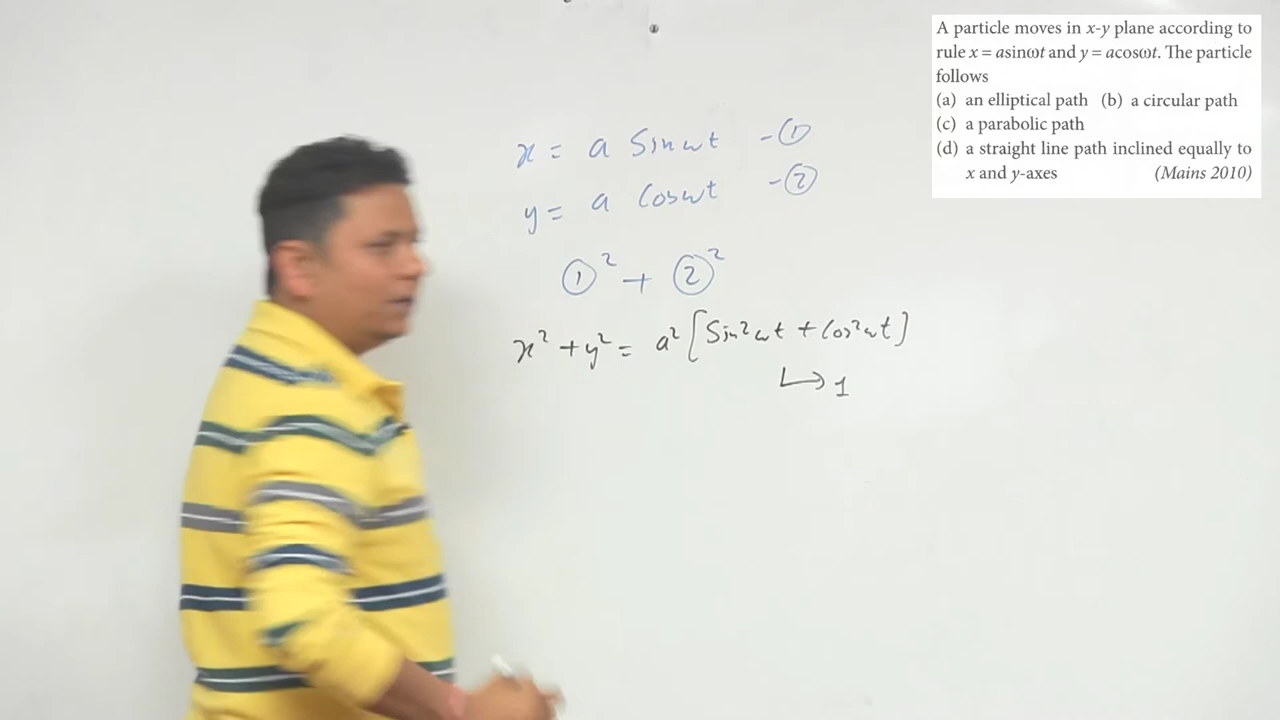 A particle moves in x-y plane according to
rule x = asinωt and y = acosωt. The particle
follows
(a) an elliptical path (b) a circular path
(c) a parabolic path
(d) a straight line path inclined equally to
x and y-axes (Mains 2010)
x = a Sinωt -①
y = a Cosωt -②
①² + ②²
x² + y² = a² [Sin²ωt + Cos²ωt]
↳ 1